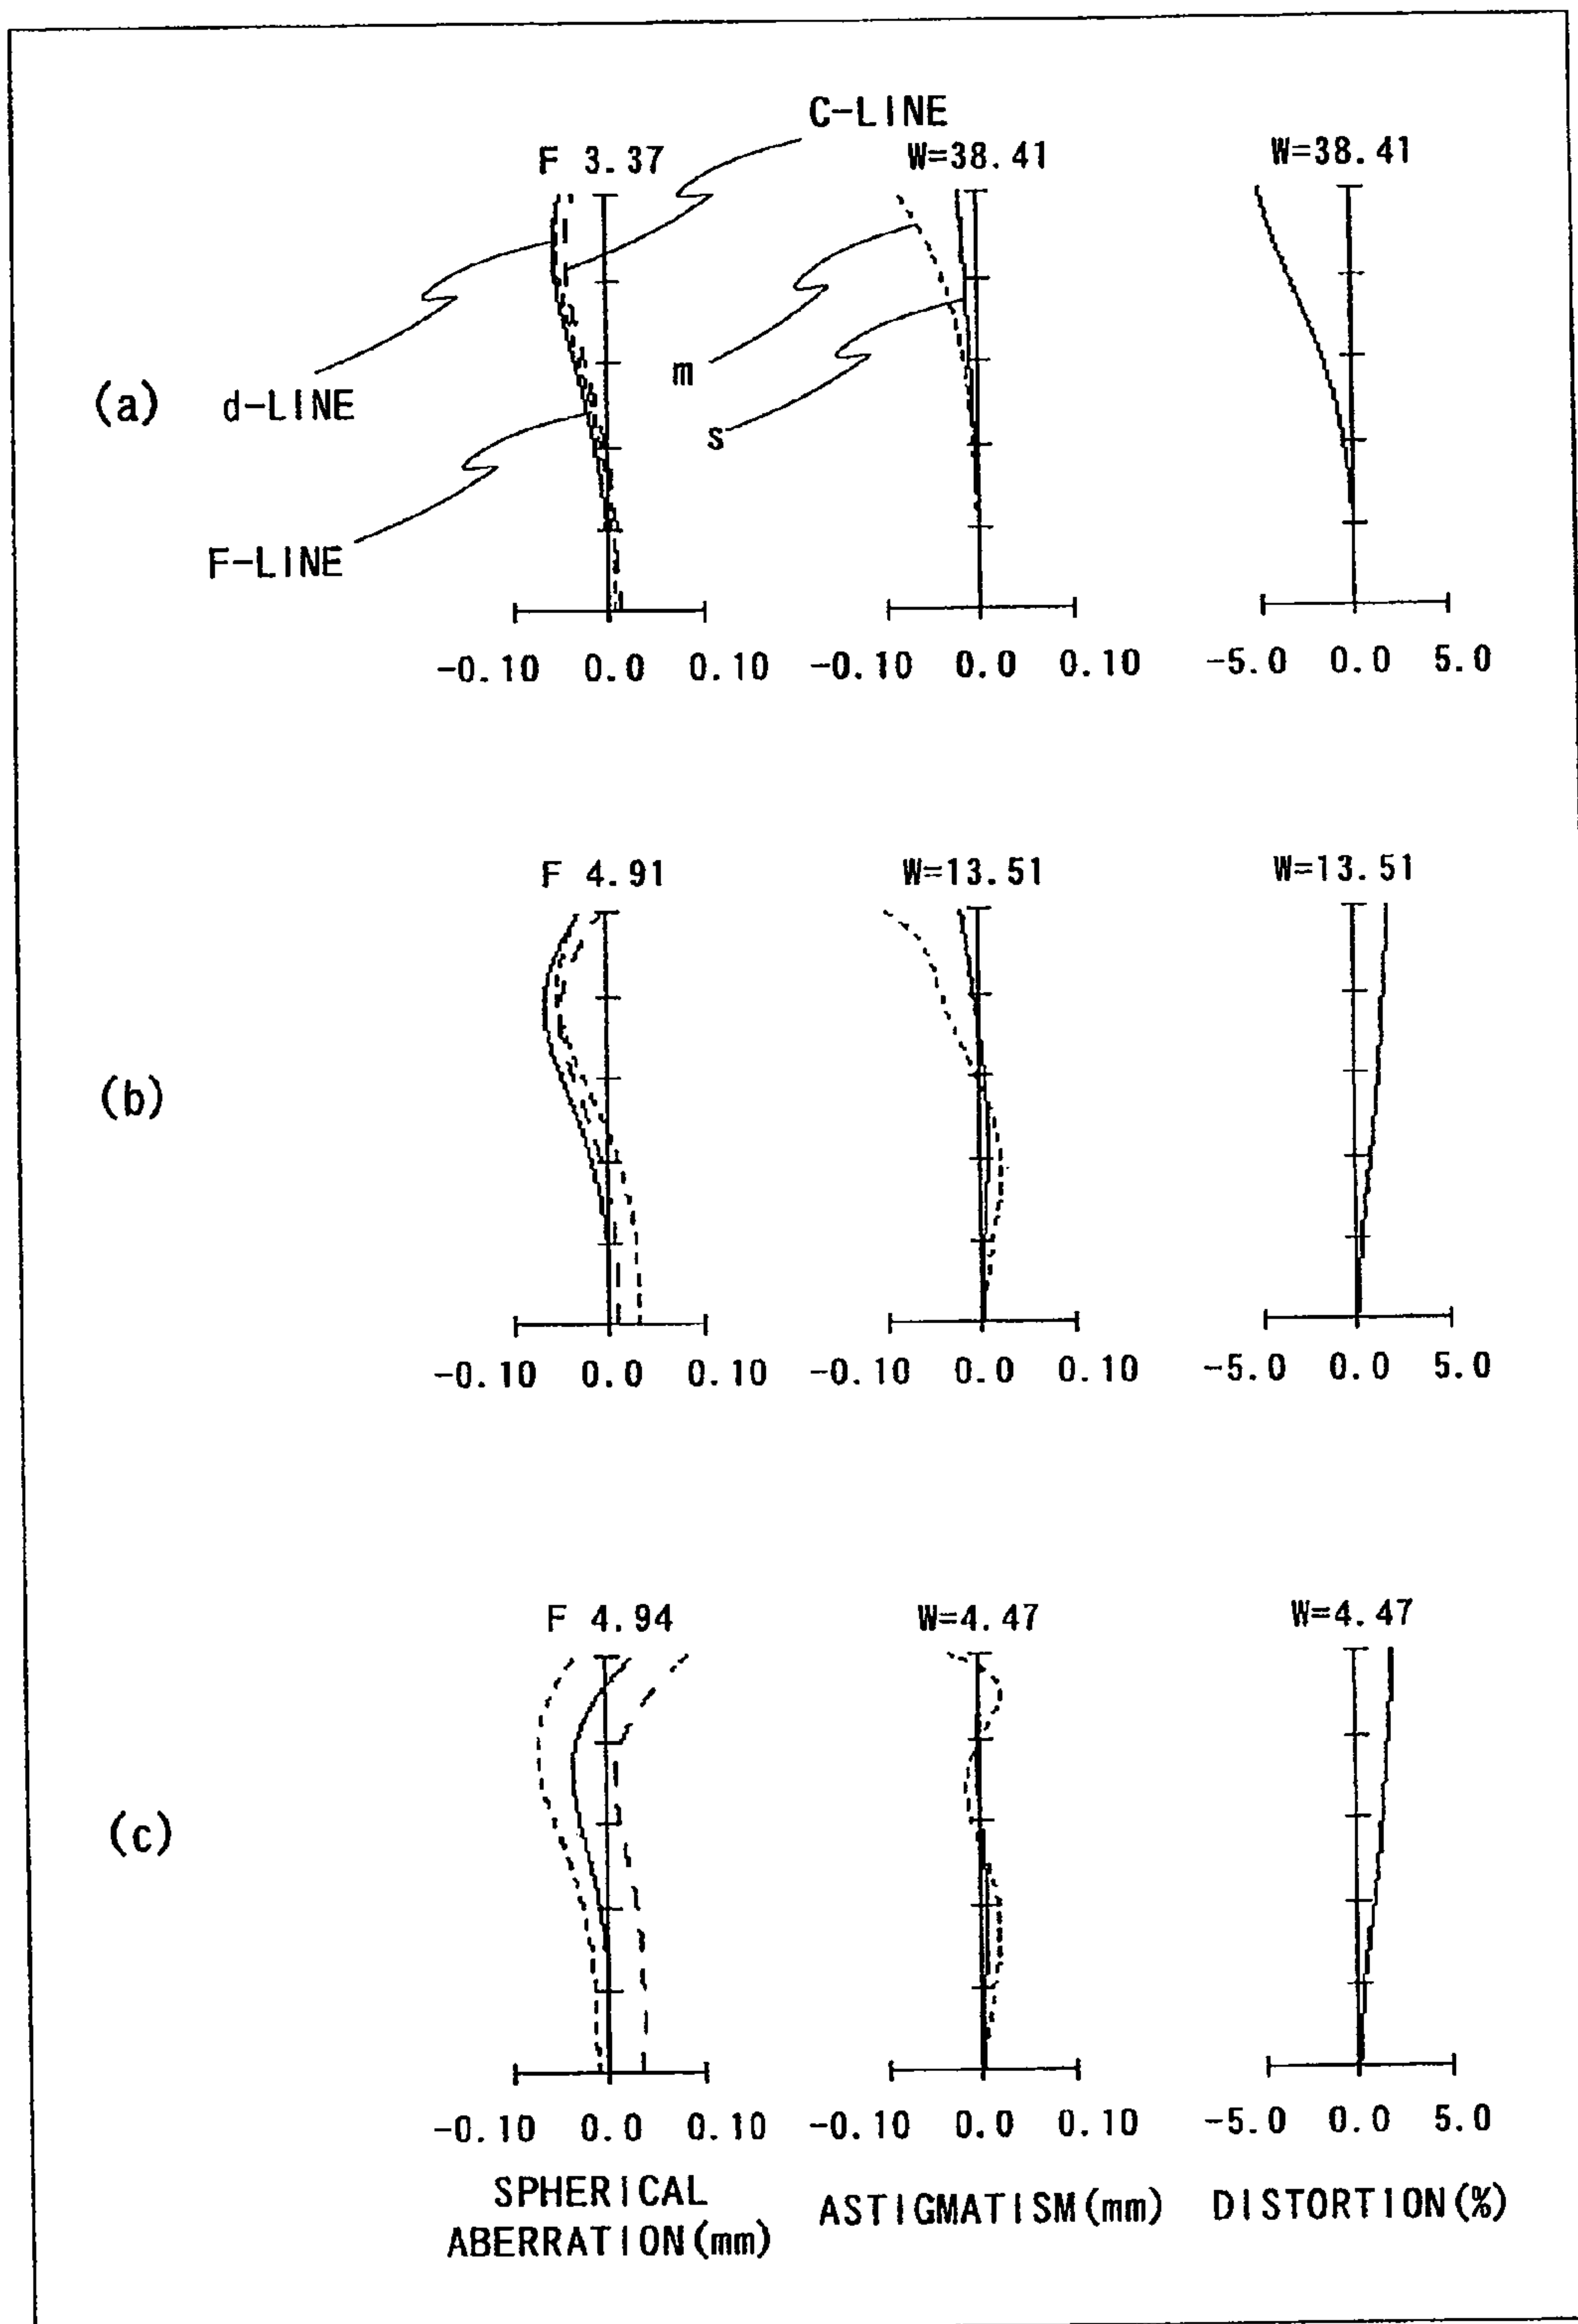 C-LINE
F 3.37 W=38.41 W=38.41
m
(a) d-LINE
s
F-LINE
-0.10 0.0 0.10 -0.10 0.0 0.10 -5.0 0.0 5.0
F 4.91 W=13.51 W=13.51
(b)
-0.10 0.0 0.10 -0.10 0.0 0.10 -5.0 0.0 5.0
F 4.94 W=4.47 W=4.47
(c)
-0.10 0.0 0.10 -0.10 0.0 0.10 -5.0 0.0 5.0
SPHERICAL
ABERRATION(mm) ASTIGMATISM(mm) DISTORTION(%)